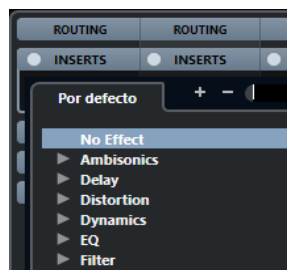 ROUTING ROUTING
INSERTS INSERTS
Por defecto + −
No Effect
Ambisonics
Delay
Distortion
Dynamics
EQ
Filter